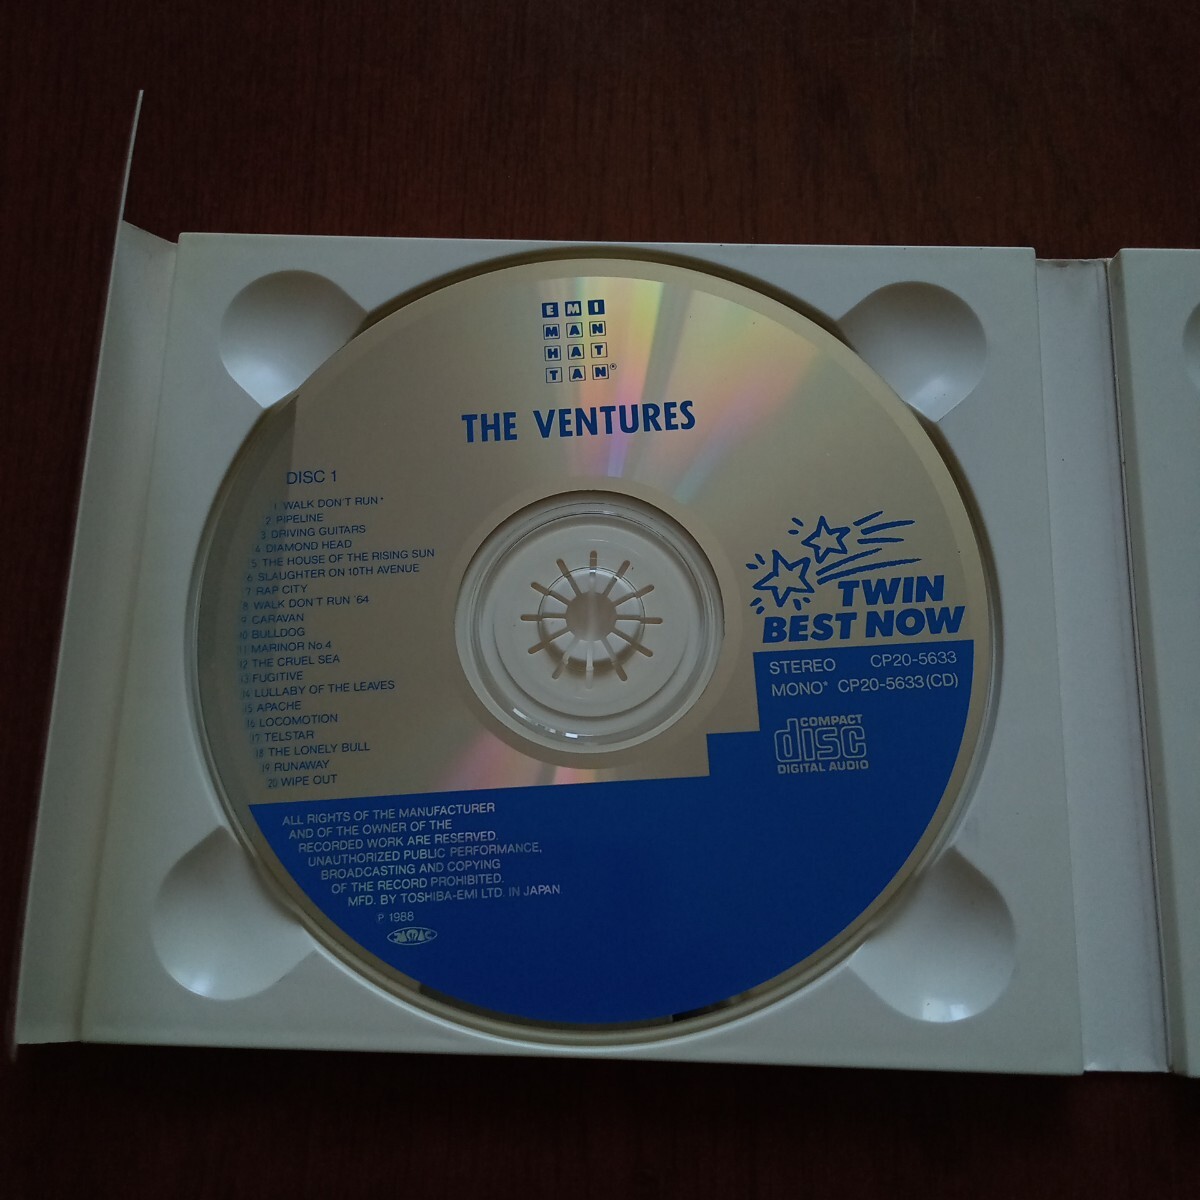 EMI
MAN
HAT
TAN®
THE VENTURES
DISC 1
1 WALK DON'T RUN*
2 PIPELINE
3 DRIVING GUITARS
4 DIAMOND HEAD
5 THE HOUSE OF THE RISING SUN
6 SLAUGHTER ON 10TH AVENUE
7 RAP CITY
8 WALK DON'T RUN '64
9 CARAVAN
10 BULLDOG
11 MARINOR No.4
12 THE CRUEL SEA
13 FUGITIVE
14 LULLABY OF THE LEAVES
15 APACHE
16 LOCOMOTION
17 TELSTAR
18 THE LONELY BULL
19 RUNAWAY
20 WIPE OUT
TWIN
BEST NOW
STEREO CP20-5633
MONO* CP20-5633(CD)
COMPACT
disc
DIGITAL AUDIO
ALL RIGHTS OF THE MANUFACTURER
AND OF THE OWNER OF THE
RECORDED WORK ARE RESERVED.
UNAUTHORIZED PUBLIC PERFORMANCE,
BROADCASTING AND COPYING
OF THE RECORD PROHIBITED.
MFD. BY TOSHIBA-EMI LTD. IN JAPAN
P 1988
JASRAC